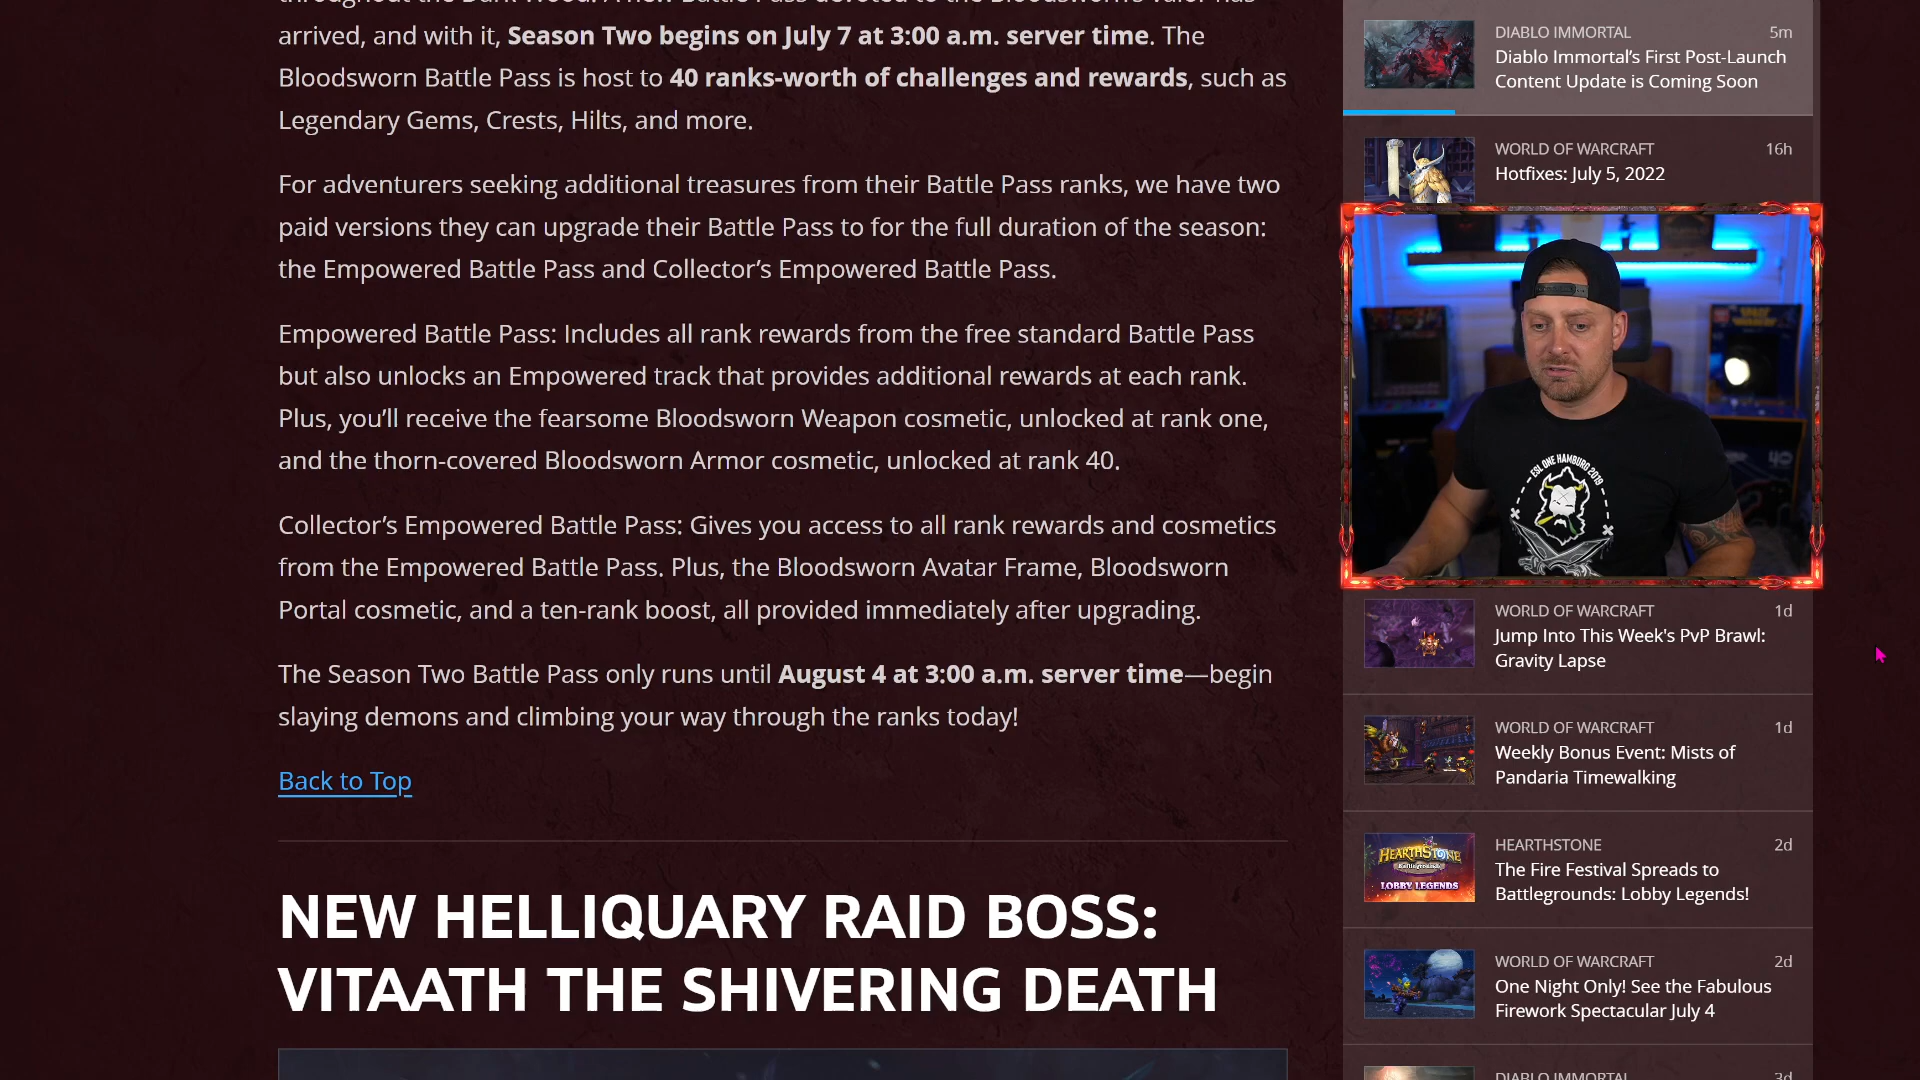 arrived, and with it, Season Two begins on July 7 at 3:00 a.m. server time. The
Bloodsworn Battle Pass is host to 40 ranks-worth of challenges and rewards, such as
Legendary Gems, Crests, Hilts, and more.
For adventurers seeking additional treasures from their Battle Pass ranks, we have two
paid versions they can upgrade their Battle Pass to for the full duration of the season:
the Empowered Battle Pass and Collector’s Empowered Battle Pass.
Empowered Battle Pass: Includes all rank rewards from the free standard Battle Pass
but also unlocks an Empowered track that provides additional rewards at each rank.
Plus, you’ll receive the fearsome Bloodsworn Weapon cosmetic, unlocked at rank one,
and the thorn-covered Bloodsworn Armor cosmetic, unlocked at rank 40.
Collector’s Empowered Battle Pass: Gives you access to all rank rewards and cosmetics
from the Empowered Battle Pass. Plus, the Bloodsworn Avatar Frame, Bloodsworn
Portal cosmetic, and a ten-rank boost, all provided immediately after upgrading.
The Season Two Battle Pass only runs until August 4 at 3:00 a.m. server time—begin
slaying demons and climbing your way through the ranks today!
Back to Top
NEW HELLIQUARY RAID BOSS:
VITAATH THE SHIVERING DEATH
DIABLO IMMORTAL 5m
Diablo Immortal’s First Post-Launch
Content Update is Coming Soon
WORLD OF WARCRAFT 16h
Hotfixes: July 5, 2022
ESL ONE HAMBURG 2019
WORLD OF WARCRAFT 1d
Jump Into This Week's PvP Brawl:
Gravity Lapse
WORLD OF WARCRAFT 1d
Weekly Bonus Event: Mists of
Pandaria Timewalking
HEARTHSTONE
LOBBY LEGENDS
HEARTHSTONE 2d
The Fire Festival Spreads to
Battlegrounds: Lobby Legends!
WORLD OF WARCRAFT 2d
One Night Only! See the Fabulous
Firework Spectacular July 4
DIABLO IMMORTAL 3d